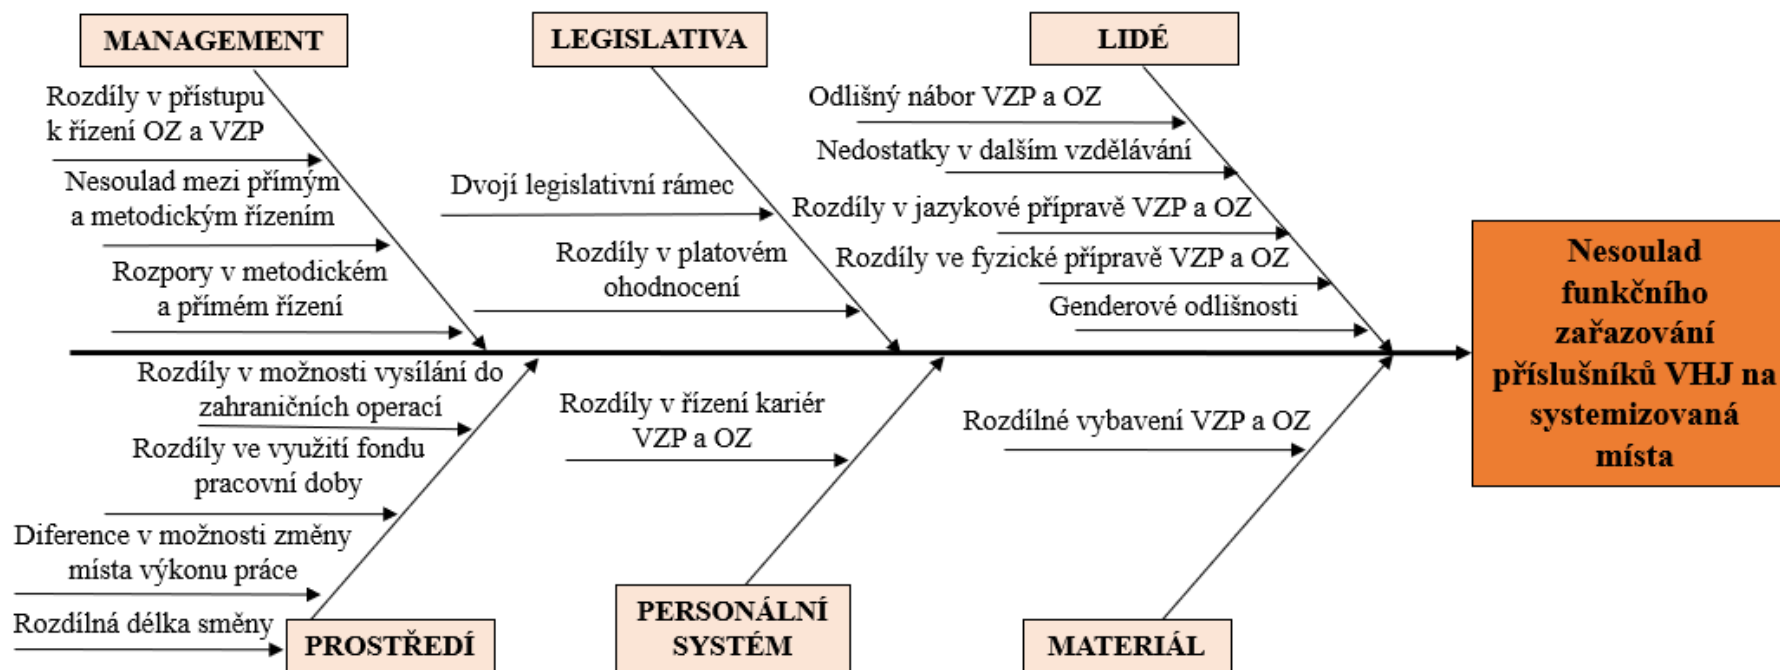 MANAGEMENT
Rozdíly v přístupu
k řízení OZ a VZP
Nesoulad mezi přímým
a metodickým řízením
Rozpory v metodickém
a přímém řízení
LEGISLATIVA
Dvojí legislativní rámec
Rozdíly v platovém
ohodnocení
LIDÉ
Odlišný nábor VZP a OZ
Nedostatky v dalším vzdělávání
Rozdíly v jazykové přípravě VZP a OZ
Rozdíly ve fyzické přípravě VZP a OZ
Genderové odlišnosti
Nesoulad
funkčního
zařazování
příslušníků VHJ na
systemizovaná
místa
Rozdíly v možnosti vysílání do
zahraničních operací
Rozdíly ve využití fondu
pracovní doby
Diference v možnosti změny
místa výkonu práce
Rozdílná délka směny
PROSTŘEDÍ
Rozdíly v řízení kariér
VZP a OZ
PERSONÁLNÍ
SYSTÉM
Rozdílné vybavení VZP a OZ
MATERIÁL